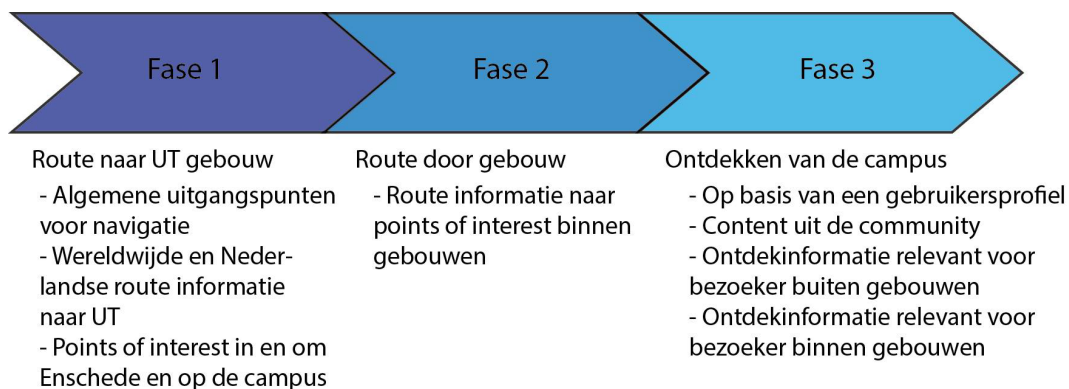 Fase 1
Fase 2
Fase 3
Route naar UT gebouw
- Algemene uitgangspunten
voor navigatie
- Wereldwijde en Neder-
landse route informatie
naar UT
- Points of interest in en om
Enschede en op de campus
Route door gebouw
- Route informatie naar
points of interest binnen
gebouwen
Ontdekken van de campus
- Op basis van een gebruikersprofiel
- Content uit de community
- Ontdekinformatie relevant voor
bezoeker buiten gebouwen
- Ontdekinformatie relevant voor
bezoeker binnen gebouwen